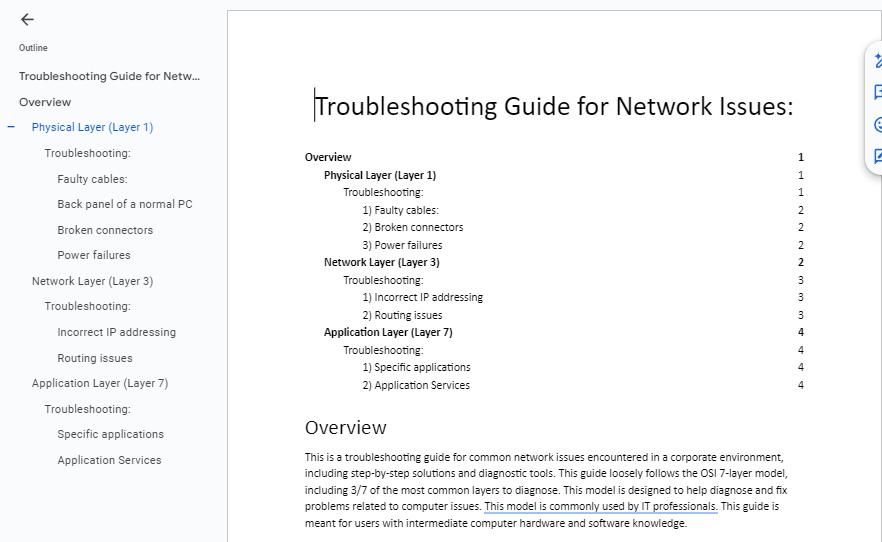 Outline
Troubleshooting Guide for Netw...
Overview
Physical Layer (Layer 1)
Troubleshooting:
Faulty cables:
Back panel of a normal PC
Broken connectors
Power failures
Network Layer (Layer 3)
Troubleshooting:
Incorrect IP addressing
Routing issues
Application Layer (Layer 7)
Troubleshooting:
Specific applications
Application Services
Troubleshooting Guide for Network Issues:
Overview 1
Physical Layer (Layer 1) 1
Troubleshooting: 1
1) Faulty cables: 2
2) Broken connectors 2
3) Power failures 2
Network Layer (Layer 3) 2
Troubleshooting: 3
1) Incorrect IP addressing 3
2) Routing issues 3
Application Layer (Layer 7) 4
Troubleshooting: 4
1) Specific applications 4
2) Application Services 4
Overview
This is a troubleshooting guide for common network issues encountered in a corporate environment,
including step-by-step solutions and diagnostic tools. This guide loosely follows the OSI 7-layer model,
including 3/7 of the most common layers to diagnose. This model is designed to help diagnose and fix
problems related to computer issues. This model is commonly used by IT professionals. This guide is
meant for users with intermediate computer hardware and software knowledge.